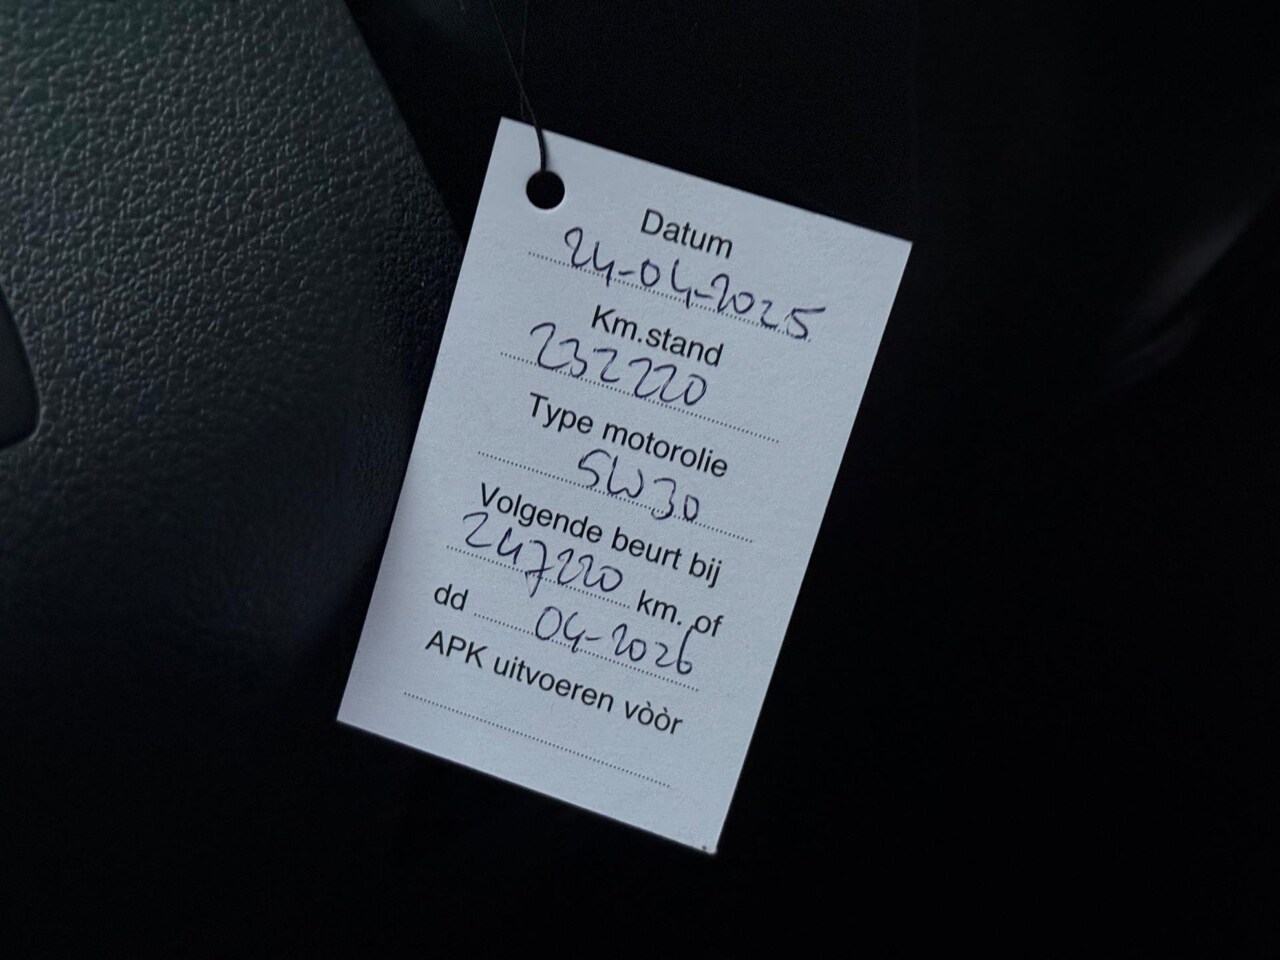 Datum
24-04-2025
Km.stand
232220
Type motorolie
5W30
Volgende beurt bij
247220 km. of
dd 04-2026
APK uitvoeren vòòr